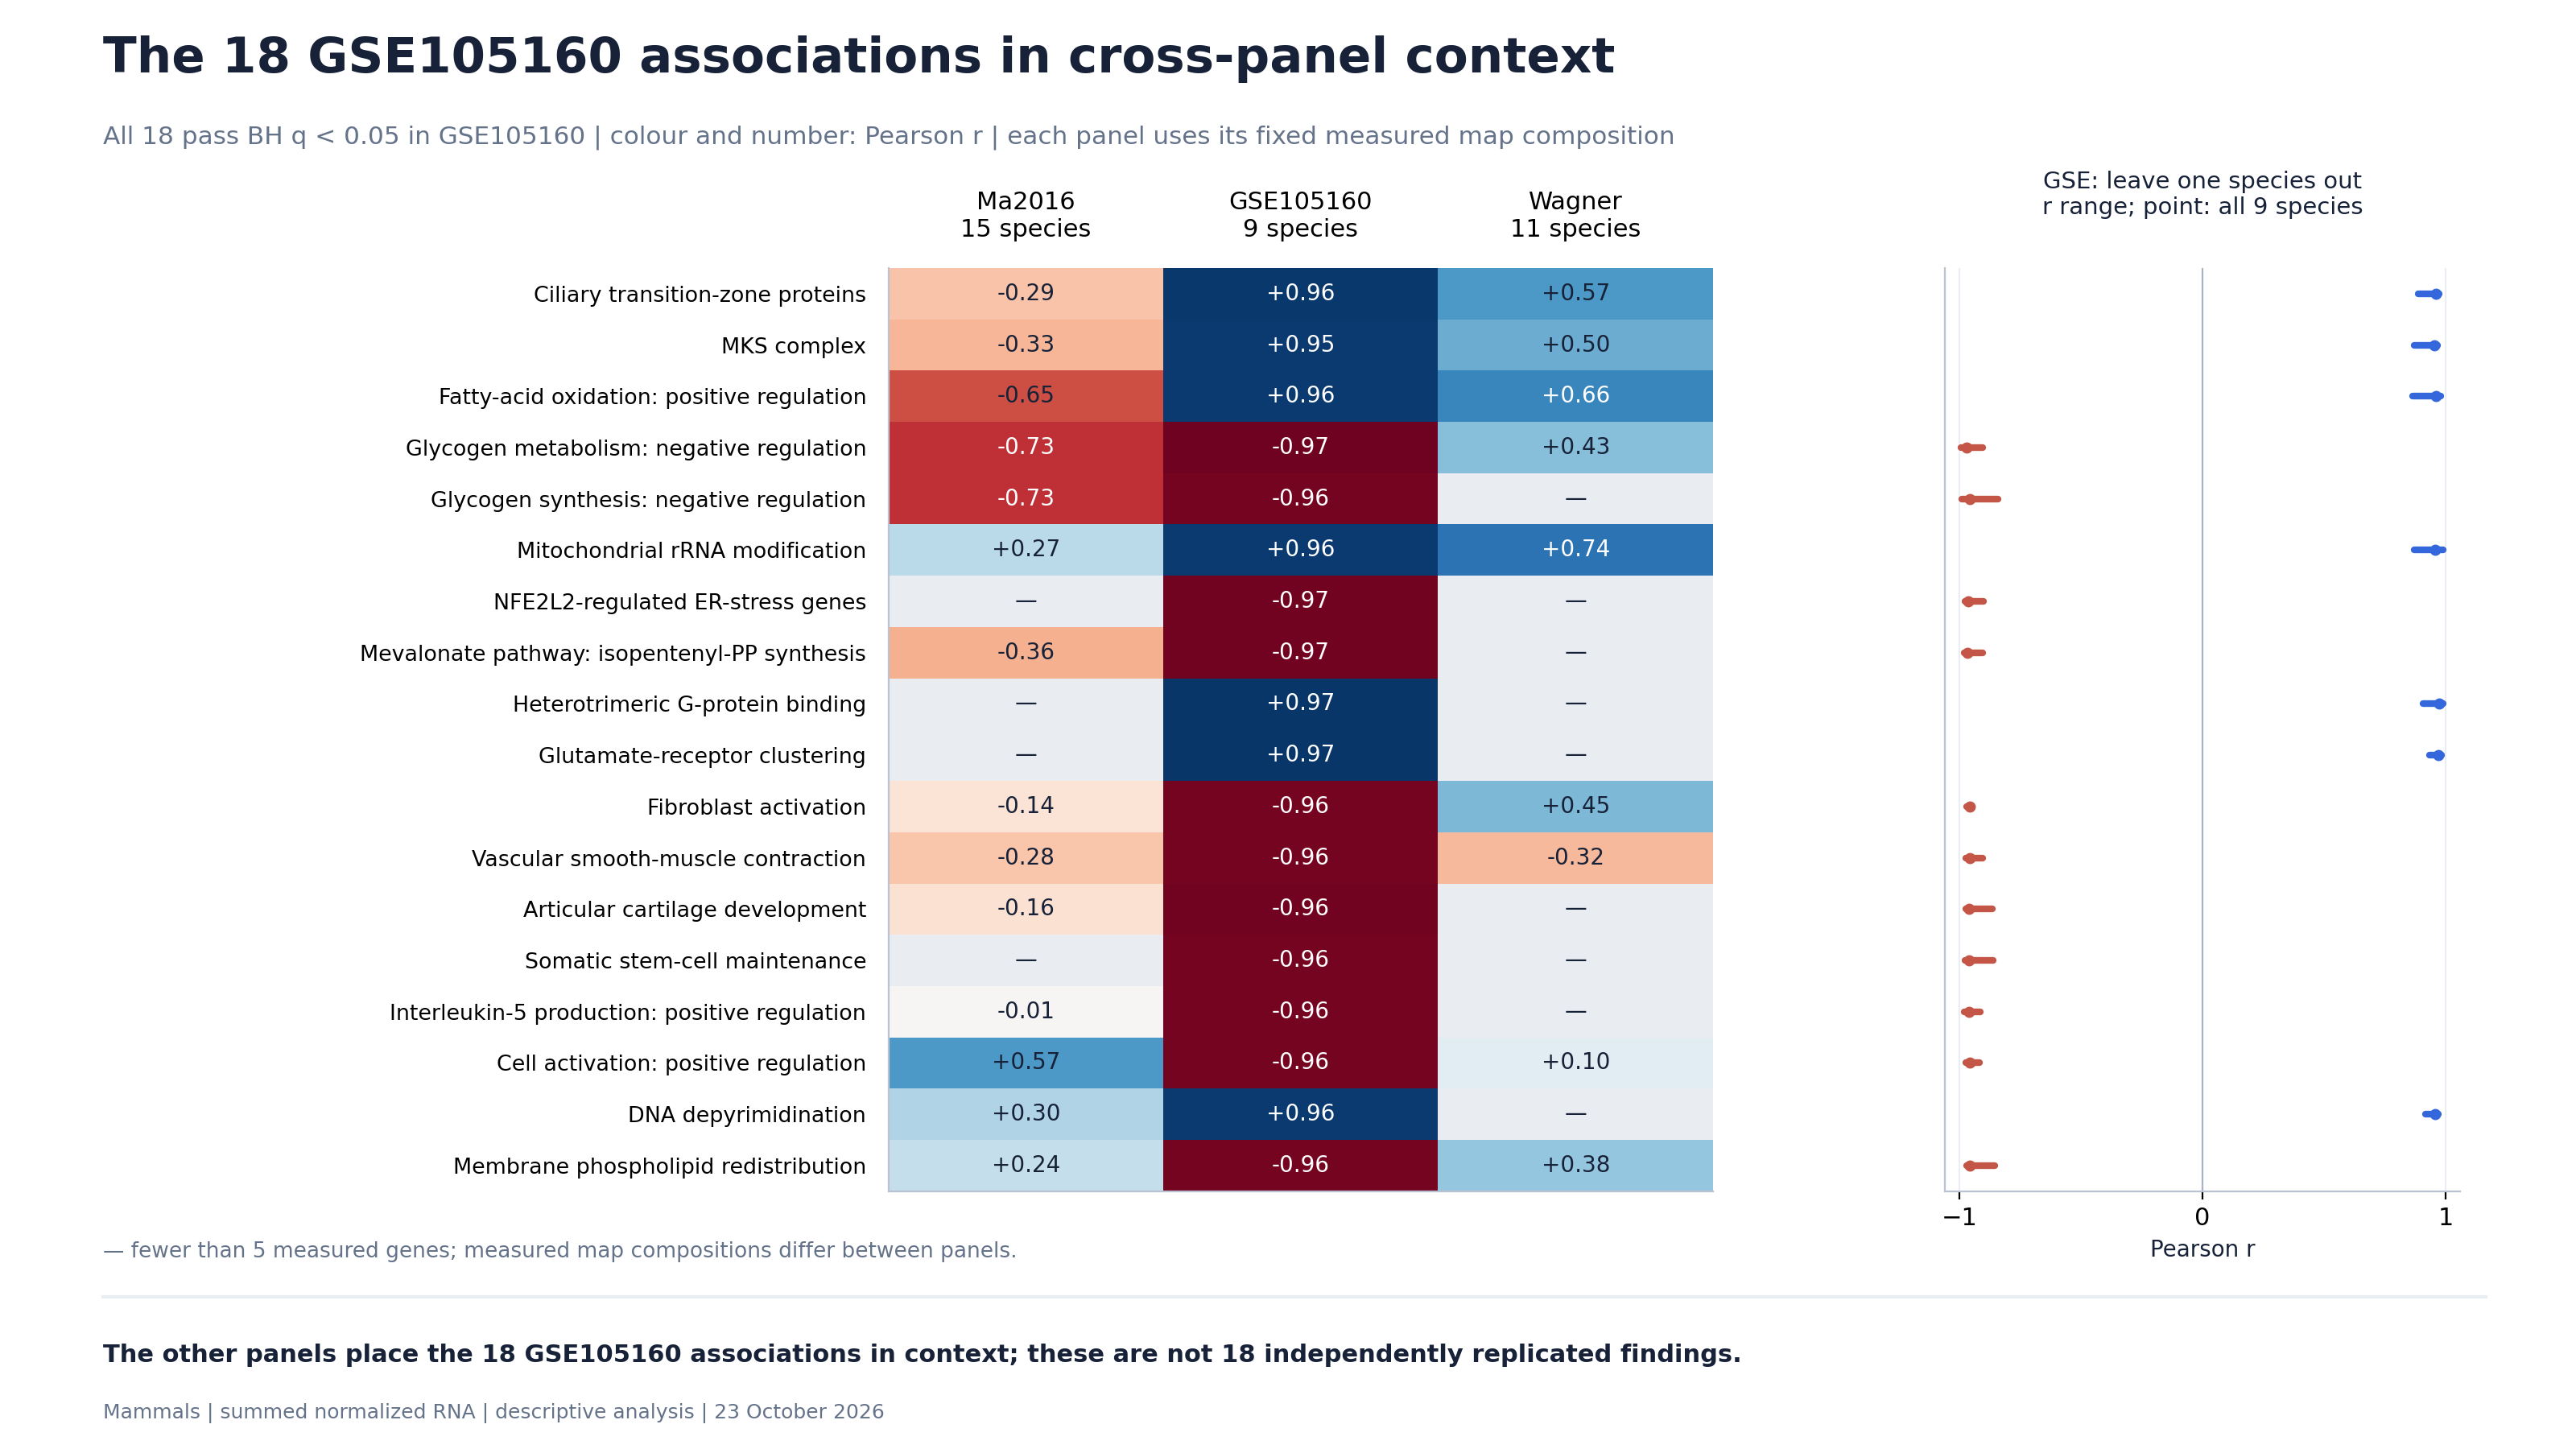 The 18 GSE105160 associations in cross-panel context
All 18 pass BH q < 0.05 in GSE105160 | colour and number: Pearson r | each panel uses its fixed measured map composition
GSE: leave one species out
r range; point: all 9 species
Ma2016 GSE105160 Wagner
15 species 9 species 11 species
Ciliary transition-zone proteins -0.29 +0.96 +0.57
MKS complex -0.33 +0.95 +0.50
Fatty-acid oxidation: positive regulation -0.65 +0.96 +0.66
Glycogen metabolism: negative regulation -0.73 -0.97 +0.43
Glycogen synthesis: negative regulation -0.73 -0.96 —
Mitochondrial rRNA modification +0.27 +0.96 +0.74
NFE2L2-regulated ER-stress genes — -0.97 —
Mevalonate pathway: isopentenyl-PP synthesis -0.36 -0.97 —
Heterotrimeric G-protein binding — +0.97 —
Glutamate-receptor clustering — +0.97 —
Fibroblast activation -0.14 -0.96 +0.45
Vascular smooth-muscle contraction -0.28 -0.96 -0.32
Articular cartilage development -0.16 -0.96 —
Somatic stem-cell maintenance — -0.96 —
Interleukin-5 production: positive regulation -0.01 -0.96 —
Cell activation: positive regulation +0.57 -0.96 +0.10
DNA depyrimidination +0.30 +0.96 —
Membrane phospholipid redistribution +0.24 -0.96 +0.38
−1 0 1
Pearson r
— fewer than 5 measured genes; measured map compositions differ between panels.
The other panels place the 18 GSE105160 associations in context; these are not 18 independently replicated findings.
Mammals | summed normalized RNA | descriptive analysis | 23 October 2026